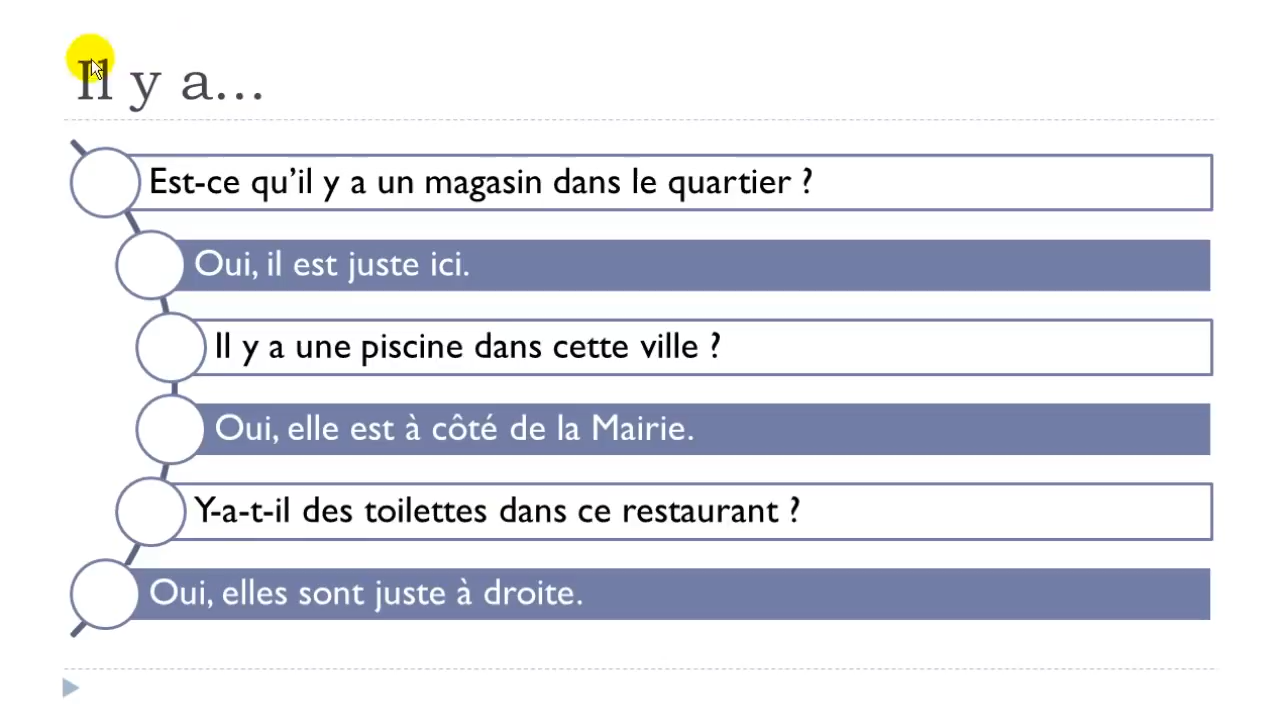 Il y a...
Est-ce qu’il y a un magasin dans le quartier ?
Oui, il est juste ici.
Il y a une piscine dans cette ville ?
Oui, elle est à côté de la Mairie.
Y-a-t-il des toilettes dans ce restaurant ?
Oui, elles sont juste à droite.